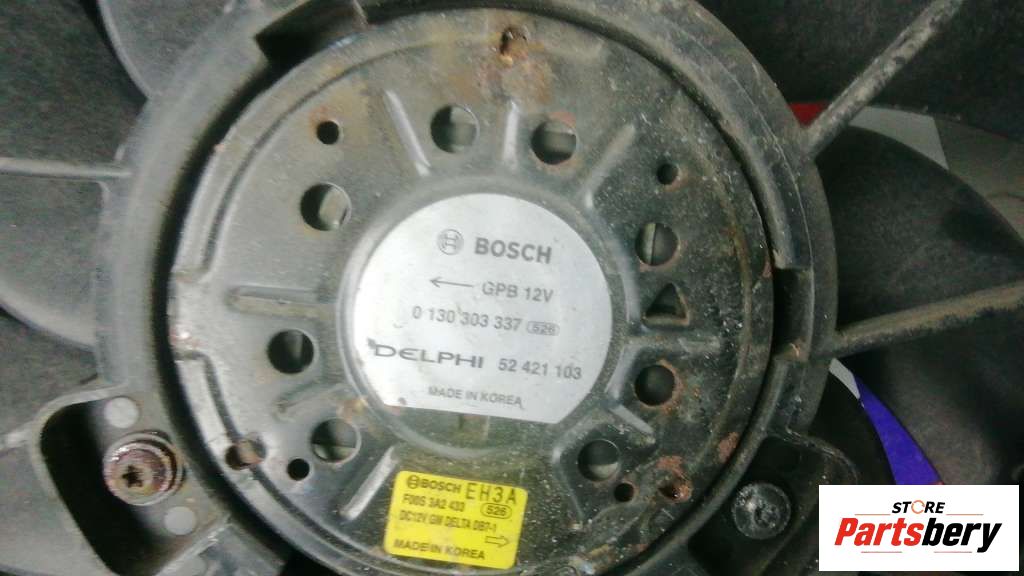 BOSCH
← GPB 12V
0 130 303 337 526
DELPHI 52 421 103
MADE IN KOREA
BOSCH EH3A
F00S 3A2 433 526
DC12V GM DELTA DB7-1
MADE IN KOREA
STORE
Partsbery